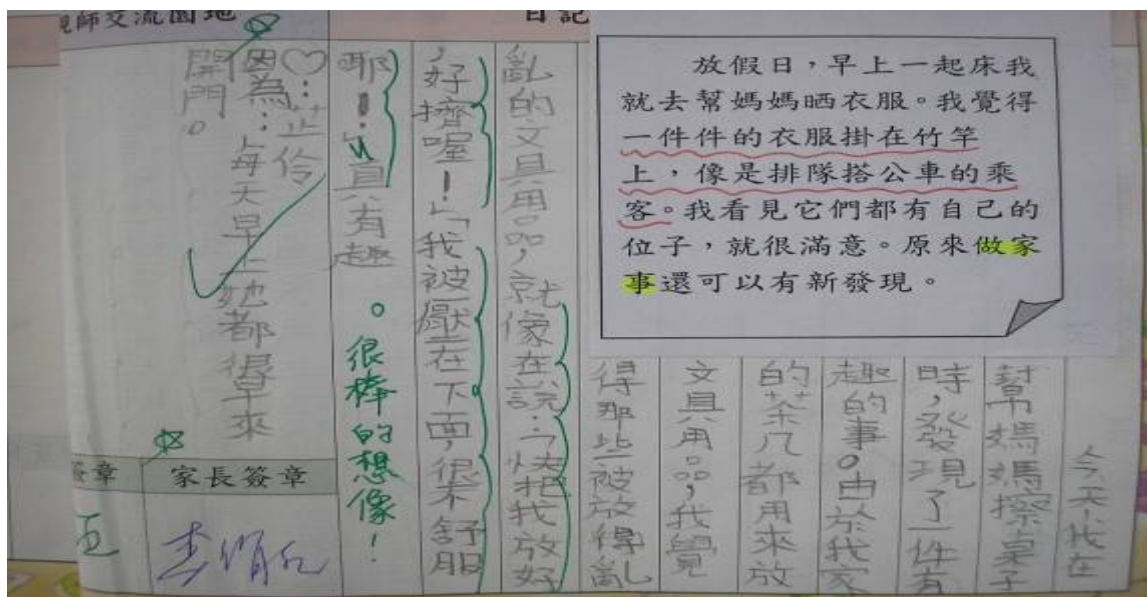 日記
放假日，早上一起床我
就去幫媽媽晒衣服。我覺得
一件件的衣服掛在竹竿
上，像是排隊搭公車的乘
客。我看見它們都有自己的
位子，就很滿意。原來做家
事還可以有新發現。
今天，我在
幫媽媽擦桌子
時，發現了一件有
趣的事。由於我家
的茶几都用來放
文具用品，我覺
得那些被放得亂
亂的文具用品，就像在說：「快把我放好
，好擠喔！」「我被壓在下面，很不舒服
耶！…」真有趣。很棒的想像！
師交流園地
♡：芷伶
因為：每天早上她都很早來
開門。
家長簽章
章